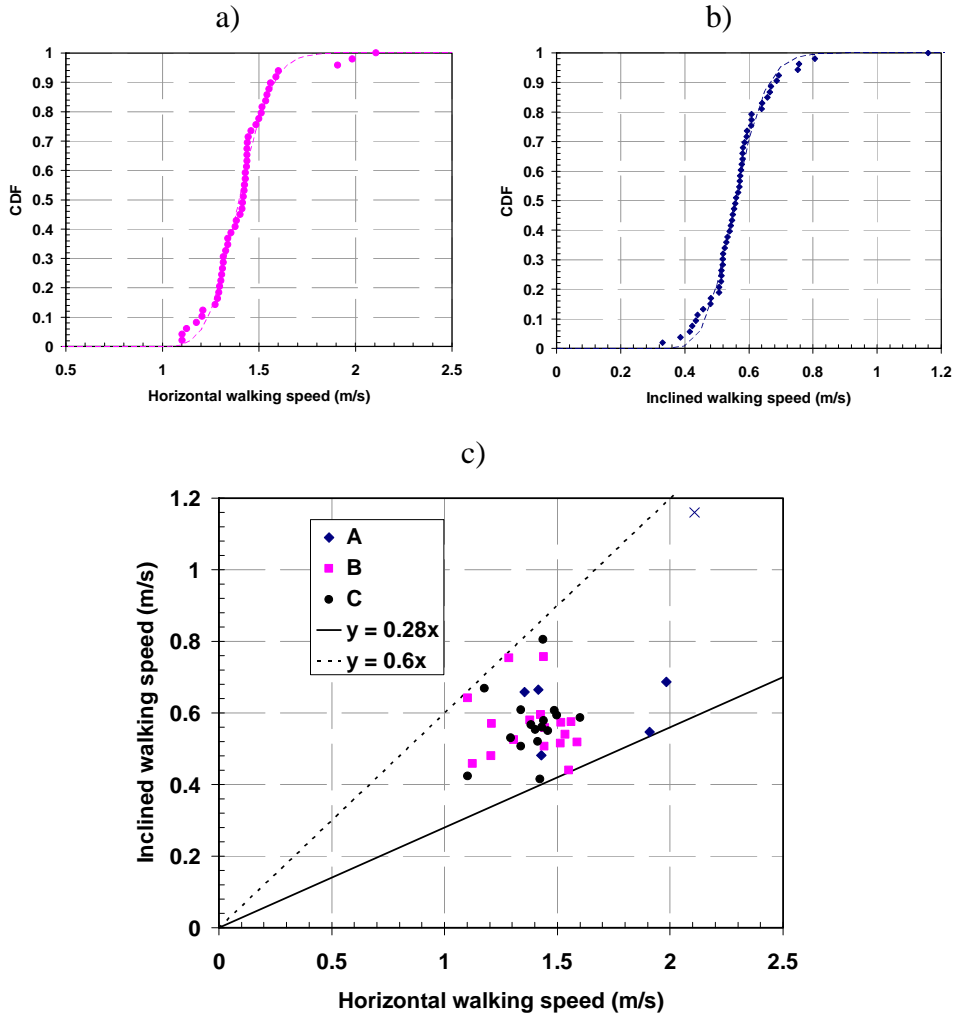 a)
1
0.9
0.8
0.7
0.6
0.5
0.4
0.3
0.2
0.1
0
CDF
0.5 1 1.5 2 2.5
Horizontal walking speed (m/s)
b)
1
0.9
0.8
0.7
0.6
0.5
0.4
0.3
0.2
0.1
0
CDF
0 0.2 0.4 0.6 0.8 1 1.2
Inclined walking speed (m/s)
c)
1.2
1
0.8
0.6
0.4
0.2
0
Inclined walking speed (m/s)
A
B
C
y = 0.28x
y = 0.6x
0 0.5 1 1.5 2 2.5
Horizontal walking speed (m/s)